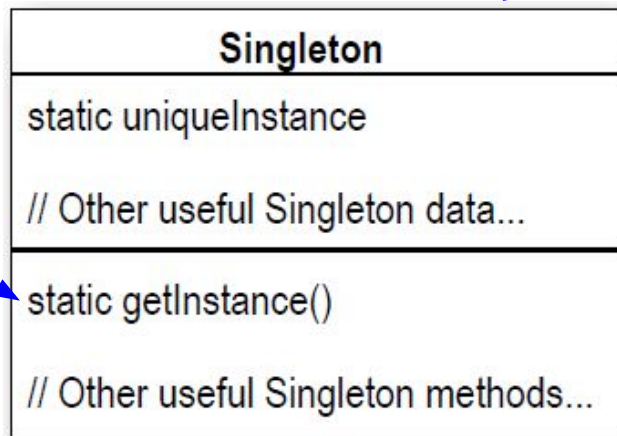 Singleton
static uniqueInstance
// Other useful Singleton data...
static getInstance()
// Other useful Singleton methods...